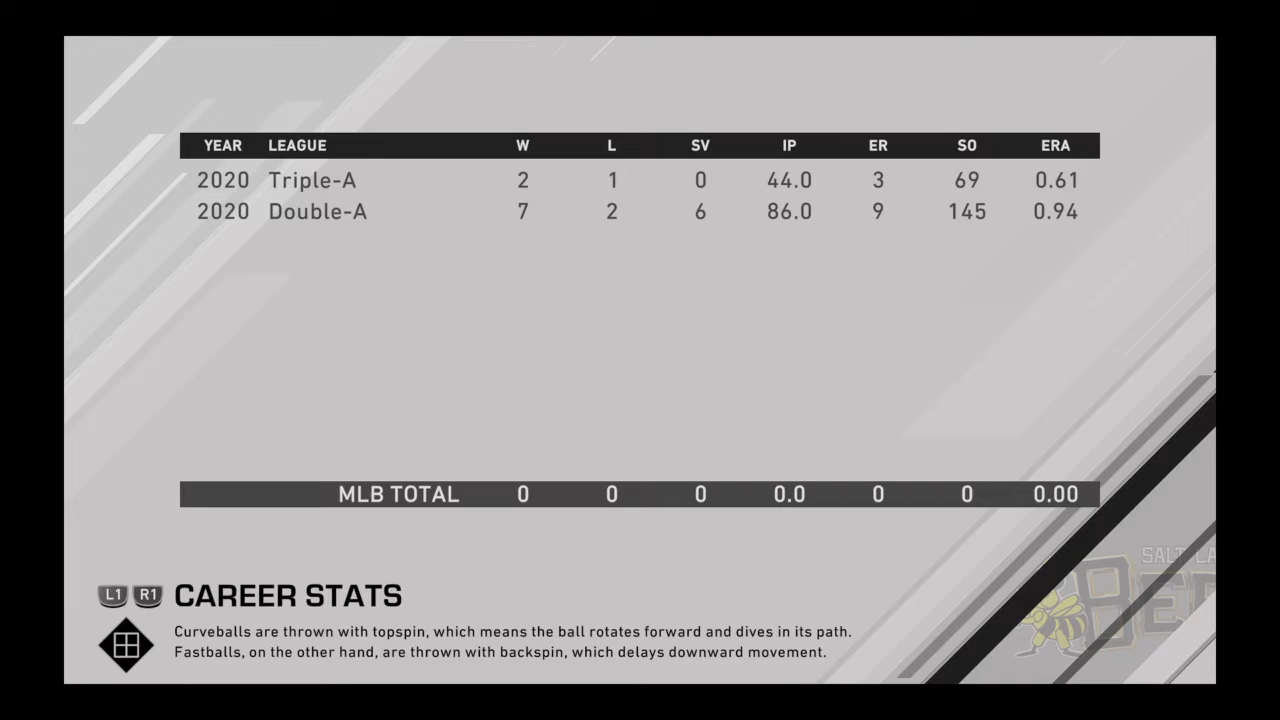 YEAR LEAGUE W L SV IP ER SO ERA
2020 Triple-A 2 1 0 44.0 3 69 0.61
2020 Double-A 7 2 6 86.0 9 145 0.94
MLB TOTAL 0 0 0 0.0 0 0 0.00
L1 R1 CAREER STATS
Curveballs are thrown with topspin, which means the ball rotates forward and dives in its path.
Fastballs, on the other hand, are thrown with backspin, which delays downward movement.
SALT